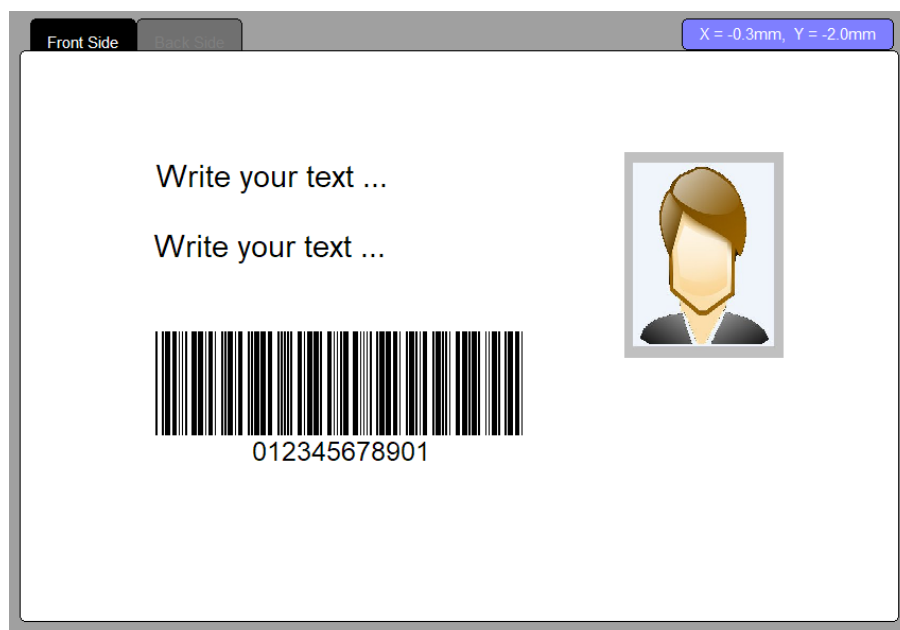 Front Side
Back Side
X = -0.3mm, Y = -2.0mm
Write your text ...
Write your text ...
012345678901